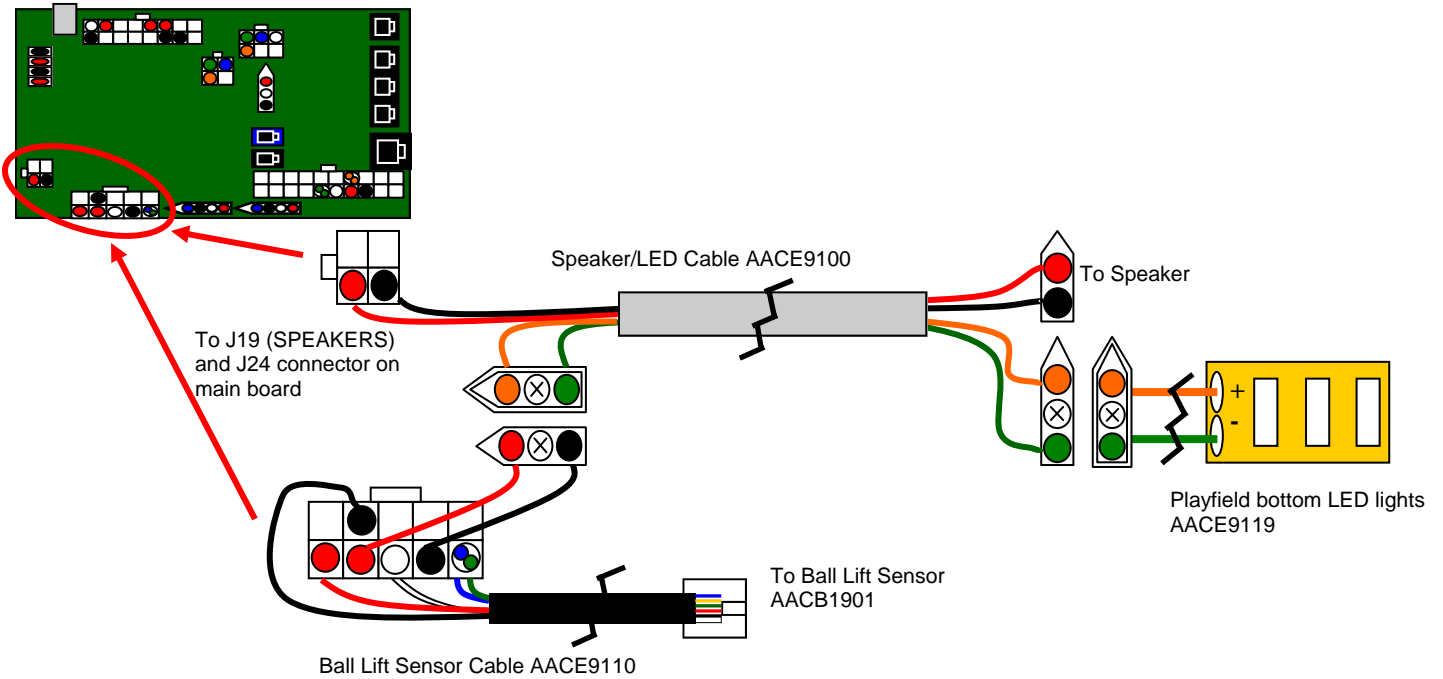 Speaker/LED Cable AACE9100
To Speaker
To J19 (SPEAKERS)
and J24 connector on
main board
+
-
Playfield bottom LED lights
AACE9119
To Ball Lift Sensor
AACB1901
Ball Lift Sensor Cable AACE9110